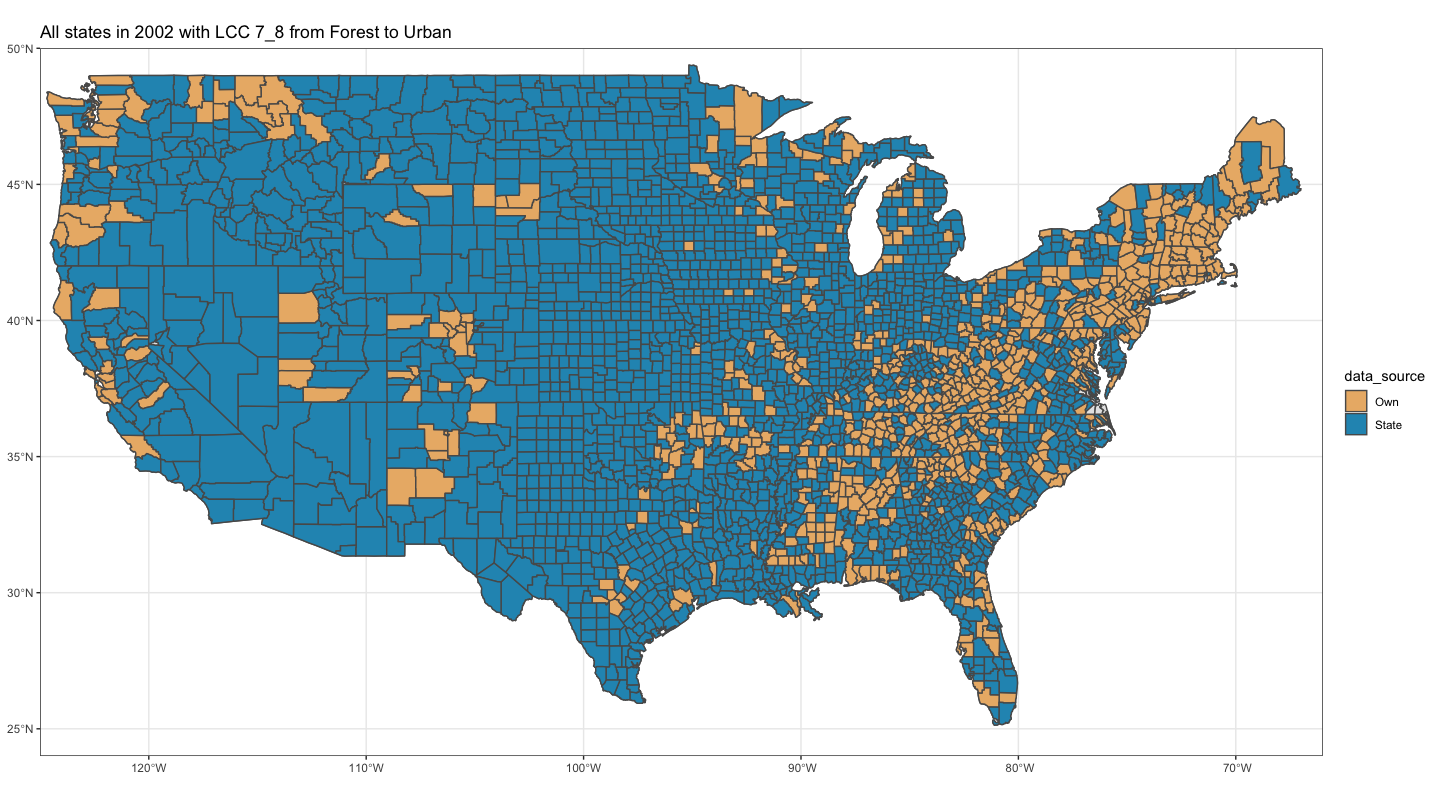 All states in 2002 with LCC 7_8 from Forest to Urban
50°N
45°N
40°N
35°N
30°N
25°N
120°W
110°W
100°W
90°W
80°W
70°W
data_source
Own
State